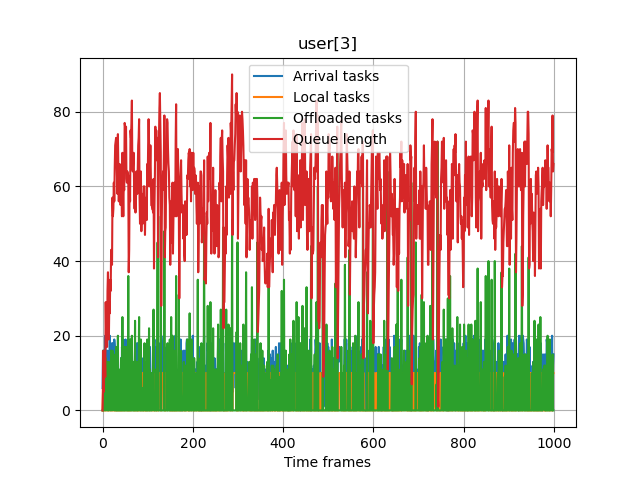 user[3]
Arrival tasks
Local tasks
Offloaded tasks
Queue length
80
60
40
20
0
0 200 400 600 800 1000
Time frames